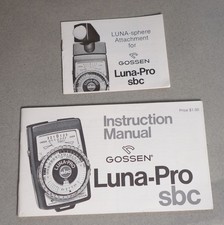 LUNA-sphere
Attachment
for
GOSSEN
Luna-Pro
sbc
Instruction
Manual
GOSSEN®
Luna-Pro
sbc